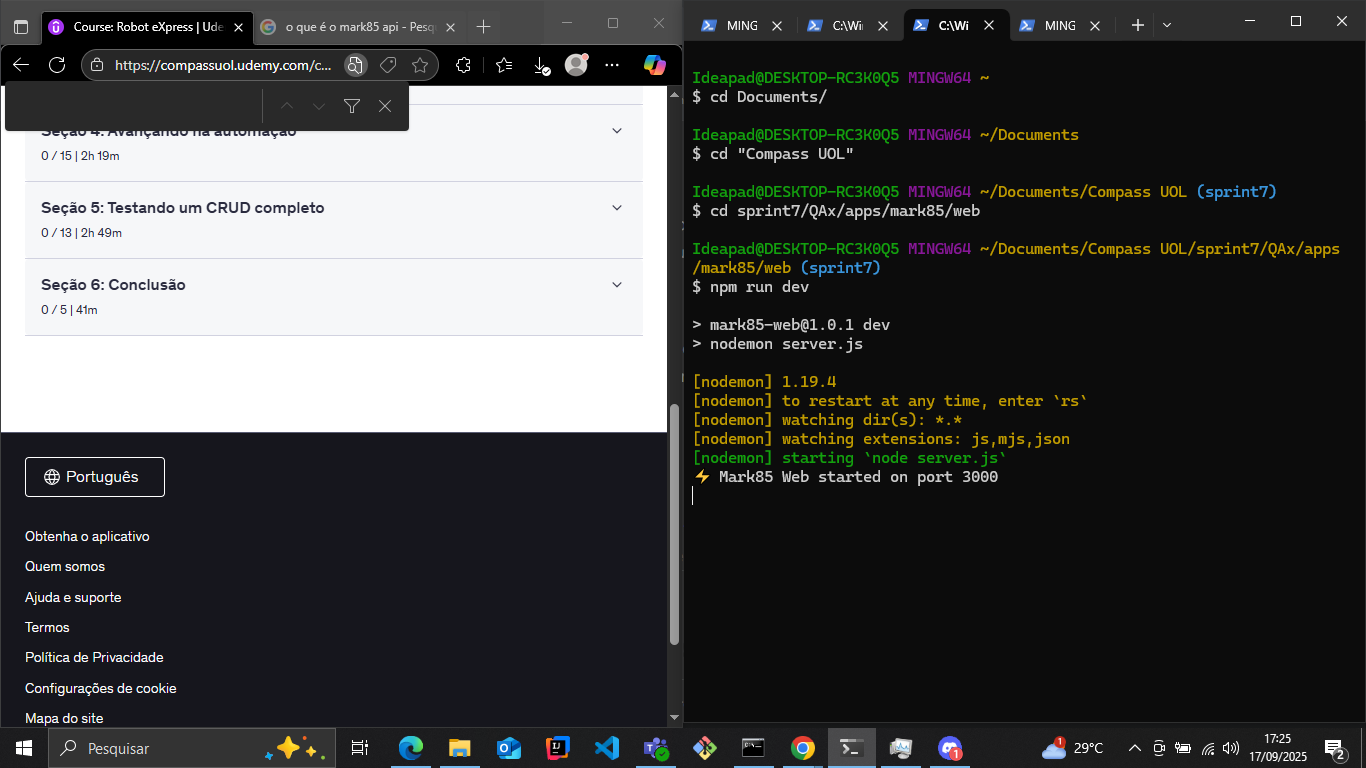 Course: Robot eXpress | Ude
o que é o mark85 api - Pesq
https://compassuol.udemy.com/c...
Seção 4: Avançando na automação
0 / 15 | 2h 19m
Seção 5: Testando um CRUD completo
0 / 13 | 2h 49m
Seção 6: Conclusão
0 / 5 | 41m
Português
Obtenha o aplicativo
Quem somos
Ajuda e suporte
Termos
Política de Privacidade
Configurações de cookie
Mapa do site
MING
C:\Wi
C:\Wi
MING
Ideapad@DESKTOP-RC3K0Q5 MINGW64 ~
$ cd Documents/
Ideapad@DESKTOP-RC3K0Q5 MINGW64 ~/Documents
$ cd "Compass UOL"
Ideapad@DESKTOP-RC3K0Q5 MINGW64 ~/Documents/Compass UOL (sprint7)
$ cd sprint7/QAx/apps/mark85/web
Ideapad@DESKTOP-RC3K0Q5 MINGW64 ~/Documents/Compass UOL/sprint7/QAx/apps
/mark85/web (sprint7)
$ npm run dev
> mark85-web@1.0.1 dev
> nodemon server.js
[nodemon] 1.19.4
[nodemon] to restart at any time, enter `rs`
[nodemon] watching dir(s): *.*
[nodemon] watching extensions: js,mjs,json
[nodemon] starting `node server.js`
⚡ Mark85 Web started on port 3000
Pesquisar
29°C
17:25
17/09/2025